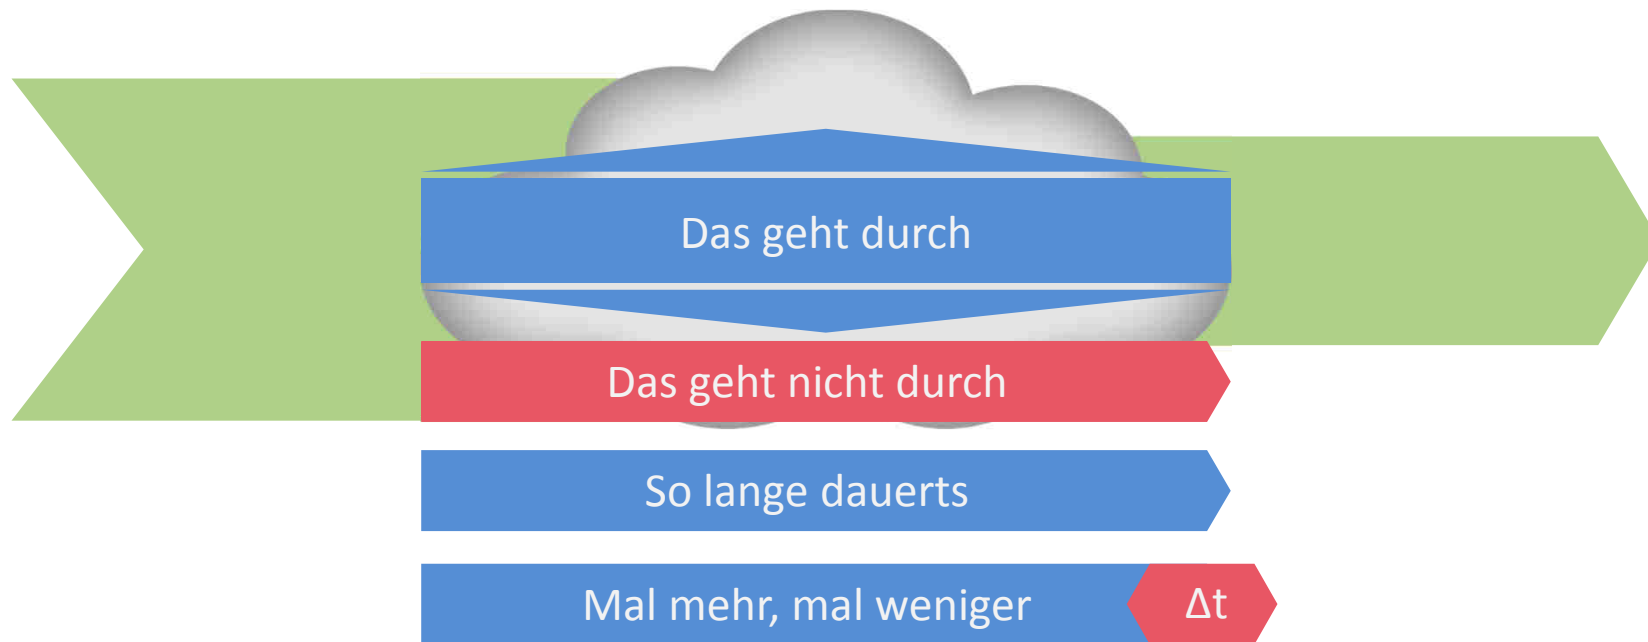 Das geht durch
Das geht nicht durch
So lange dauerts
Mal mehr, mal weniger
Δt